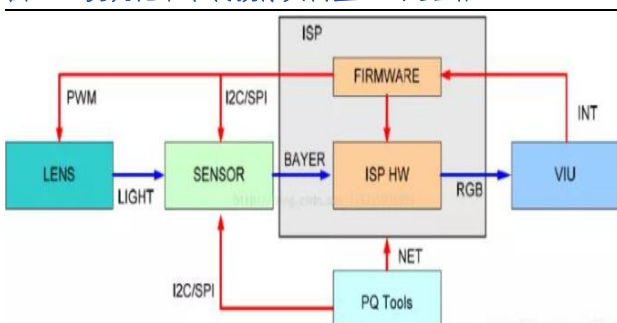 ISP
FIRMWARE
PWM
I2C/SPI
INT
LENS
SENSOR
BAYER
ISP HW
VIU
LIGHT
RGB
NET
I2C/SPI
PQ Tools